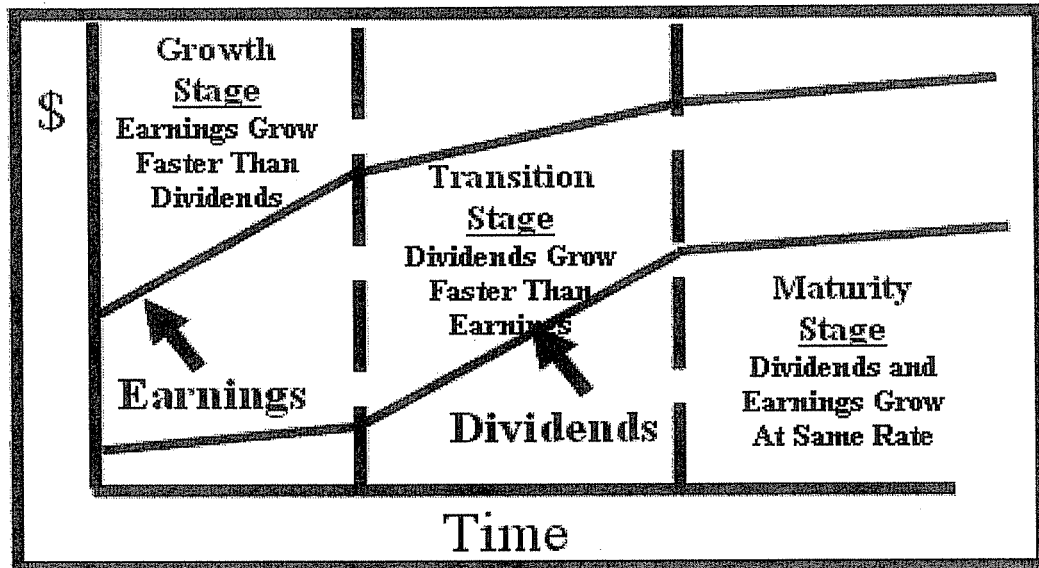 $
Growth
Stage
Earnings Grow
Faster Than
Dividends
Earnings
Transition
Stage
Dividends Grow
Faster Than
Earnings
Dividends
Maturity
Stage
Dividends and
Earnings Grow
At Same Rate
Time